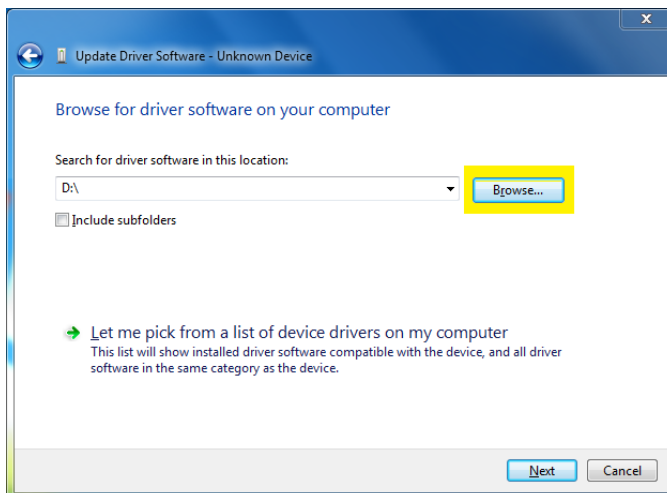 X
Update Driver Software - Unknown Device
Browse for driver software on your computer
Search for driver software in this location:
D:\
Browse...
Include subfolders
Let me pick from a list of device drivers on my computer
This list will show installed driver software compatible with the device, and all driver
software in the same category as the device.
Next Cancel